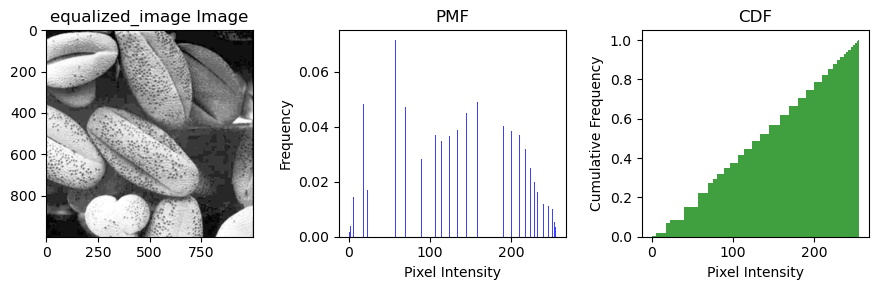 equalized_image Image
0
200
400
600
800
0 250 500 750
PMF
Frequency
0.06
0.04
0.02
0.00
0 100 200
Pixel Intensity
CDF
Cumulative Frequency
1.0
0.8
0.6
0.4
0.2
0.0
0 100 200
Pixel Intensity